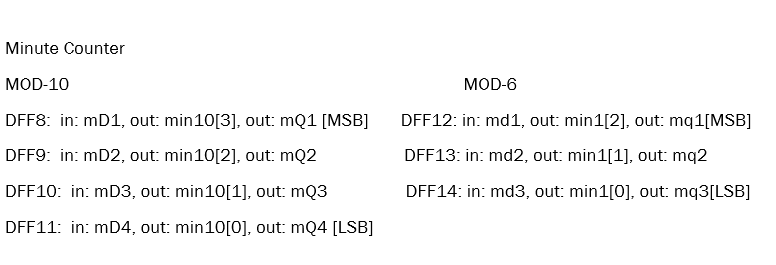 Minute Counter
MOD-10 MOD-6
DFF8: in: mD1, out: min10[3], out: mQ1 [MSB] DFF12: in: md1, out: min1[2], out: mq1[MSB]
DFF9: in: mD2, out: min10[2], out: mQ2 DFF13: in: md2, out: min1[1], out: mq2
DFF10: in: mD3, out: min10[1], out: mQ3 DFF14: in: md3, out: min1[0], out: mq3[LSB]
DFF11: in: mD4, out: min10[0], out: mQ4 [LSB]